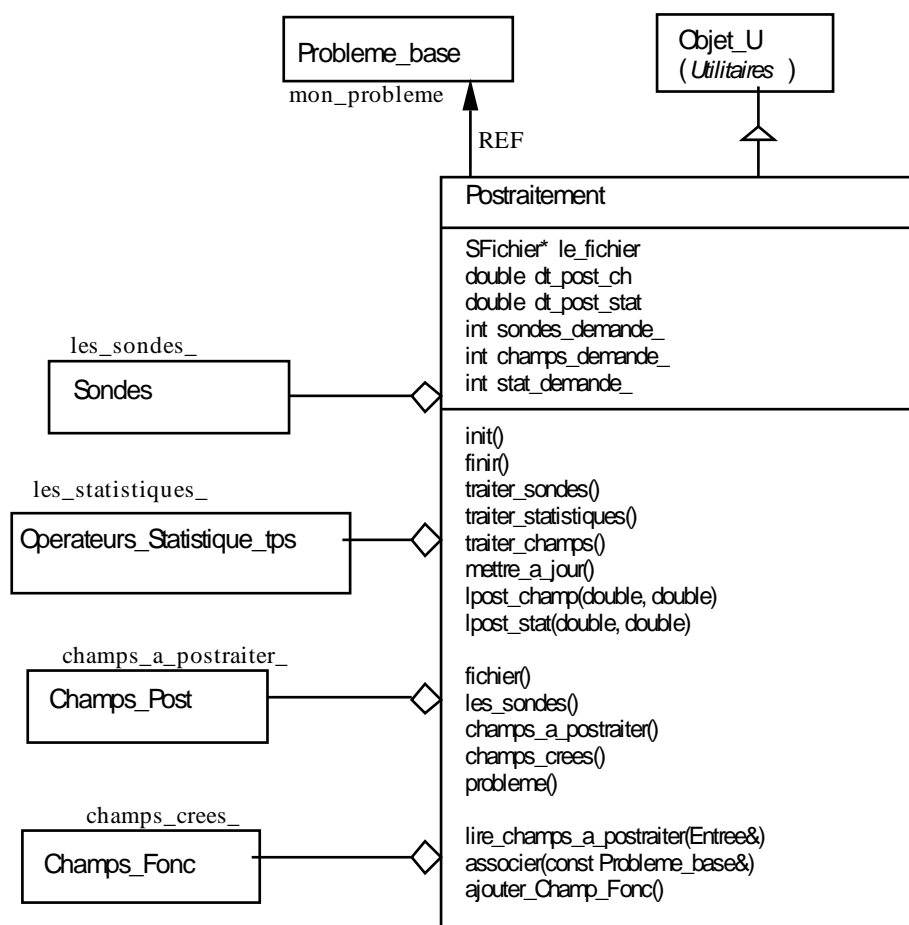 Probleme_base
Objet_U
( Utilitaires )
mon_probleme
REF
Postraitement
SFichier* le_fichier
double dt_post_ch
double dt_post_stat
int sondes_demande_
int champs_demande_
int stat_demande_
les_sondes_
Sondes
les_statistiques_
Operateurs_Statistique_tps
champs_a_postraiter_
Champs_Post
champs_crees_
Champs_Fonc
init()
finir()
traiter_sondes()
traiter_statistiques()
traiter_champs()
mettre_a_jour()
lpost_champ(double, double)
lpost_stat(double, double)
fichier()
les_sondes()
champs_a_postraiter()
champs_crees()
probleme()
lire_champs_a_postraiter(Entree&)
associer(const Probleme_base&)
ajouter_Champ_Fonc()